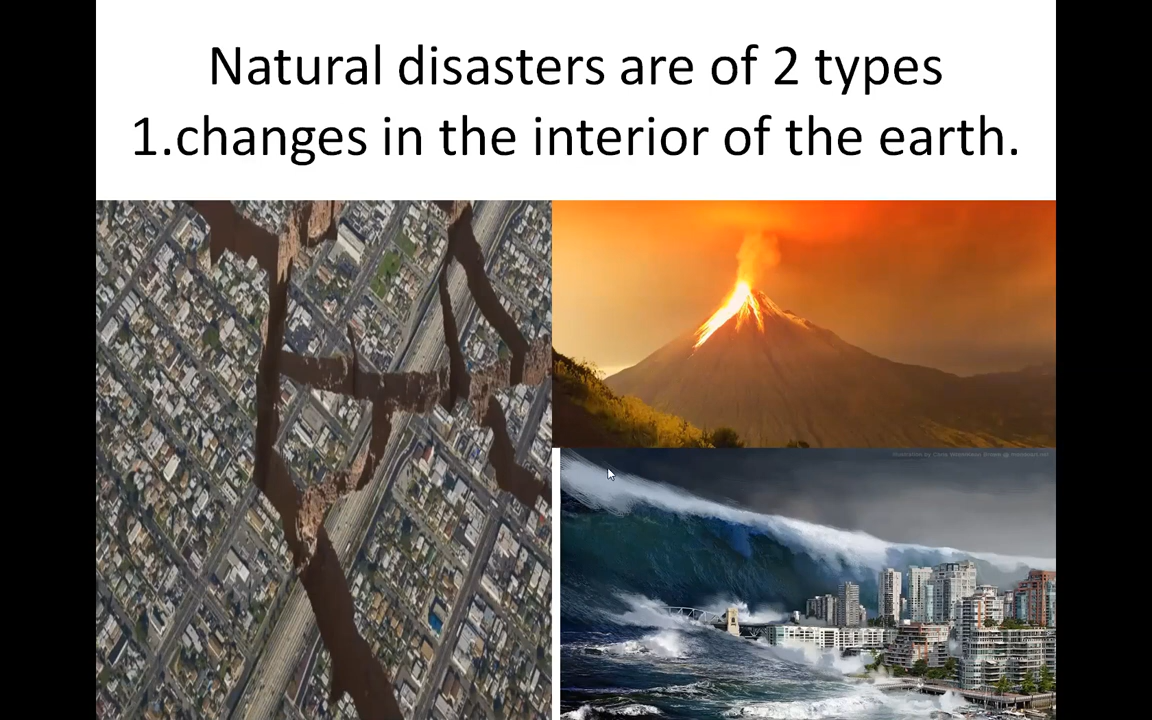 Natural disasters are of 2 types
1.changes in the interior of the earth.